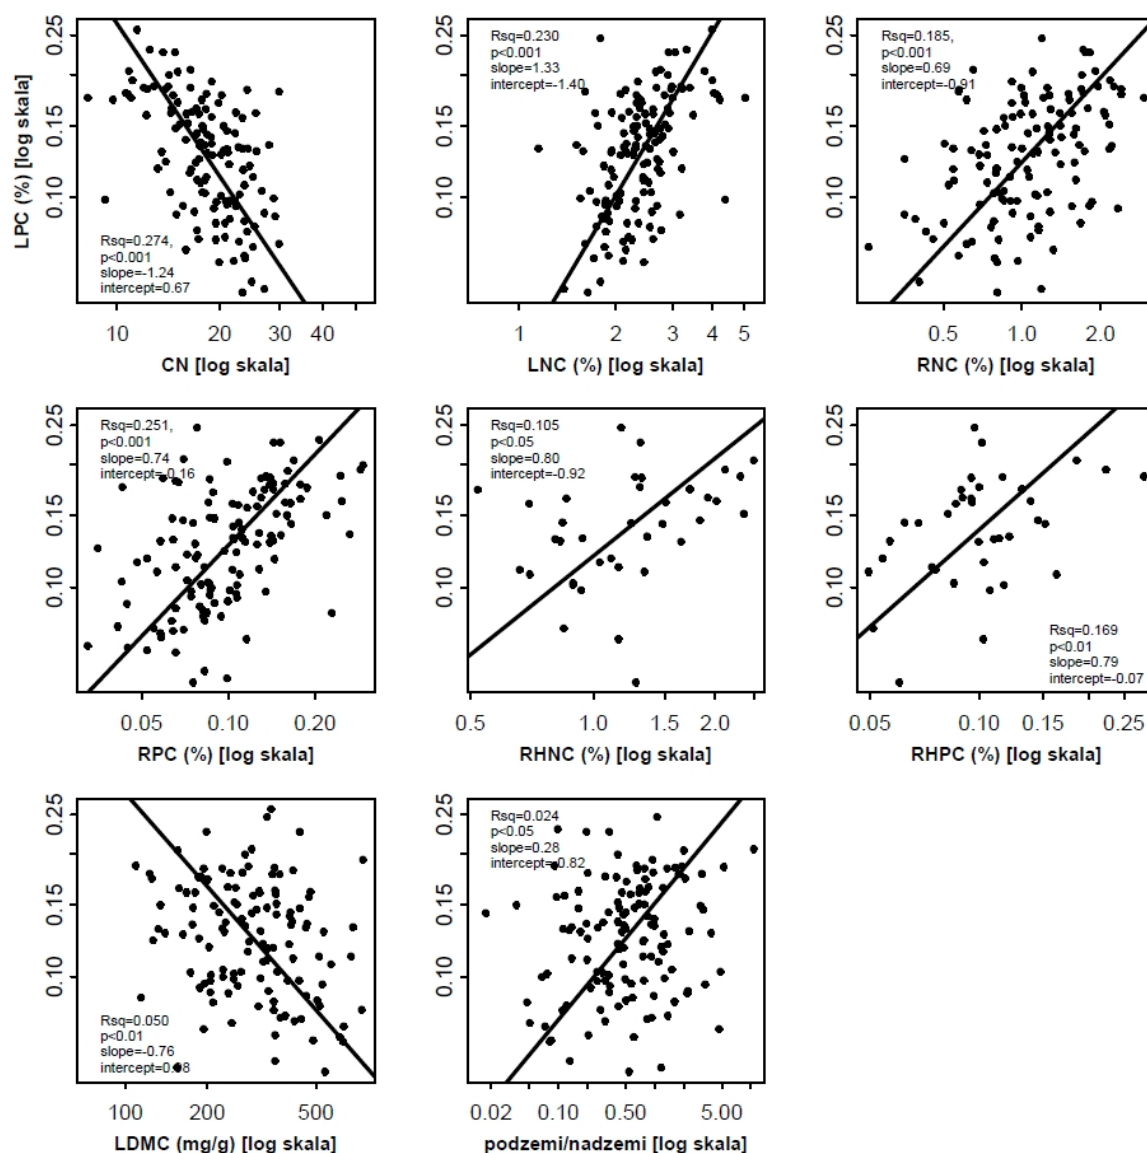 0.25
0.15
0.10
LPC (%) [log skala]
Rsq=0.274,
p<0.001
slope=-1.24
intercept=0.67
10 20 30 40
CN [log skala]
Rsq=0.230
p<0.001
slope=1.33
intercept=-1.40
1 2 3 4 5
LNC (%) [log skala]
0.25
0.15
0.10
Rsq=0.185,
p<0.001
slope=0.69
intercept=-0.91
0.5 1.0 2.0
RNC (%) [log skala]
0.25
0.15
0.10
Rsq=0.251,
p<0.001
slope=0.74
intercept=-0.16
0.05 0.10 0.20
RPC (%) [log skala]
0.25
0.15
0.10
Rsq=0.105
p<0.05
slope=0.80
intercept=-0.92
0.5 1.0 1.5 2.0
RHNC (%) [log skala]
0.25
0.15
0.10
Rsq=0.169
p<0.01
slope=0.79
intercept=-0.07
0.05 0.10 0.15 0.25
RHPC (%) [log skala]
0.25
0.15
0.10
Rsq=0.050
p<0.01
slope=-0.76
100 200 500
LDMC (mg/g) [log skala]
0.25
0.15
0.10
Rsq=0.024
p<0.05
slope=0.28
intercept=-0.82
0.02 0.10 0.50 5.00
podzemi/nadzemi [log skala]